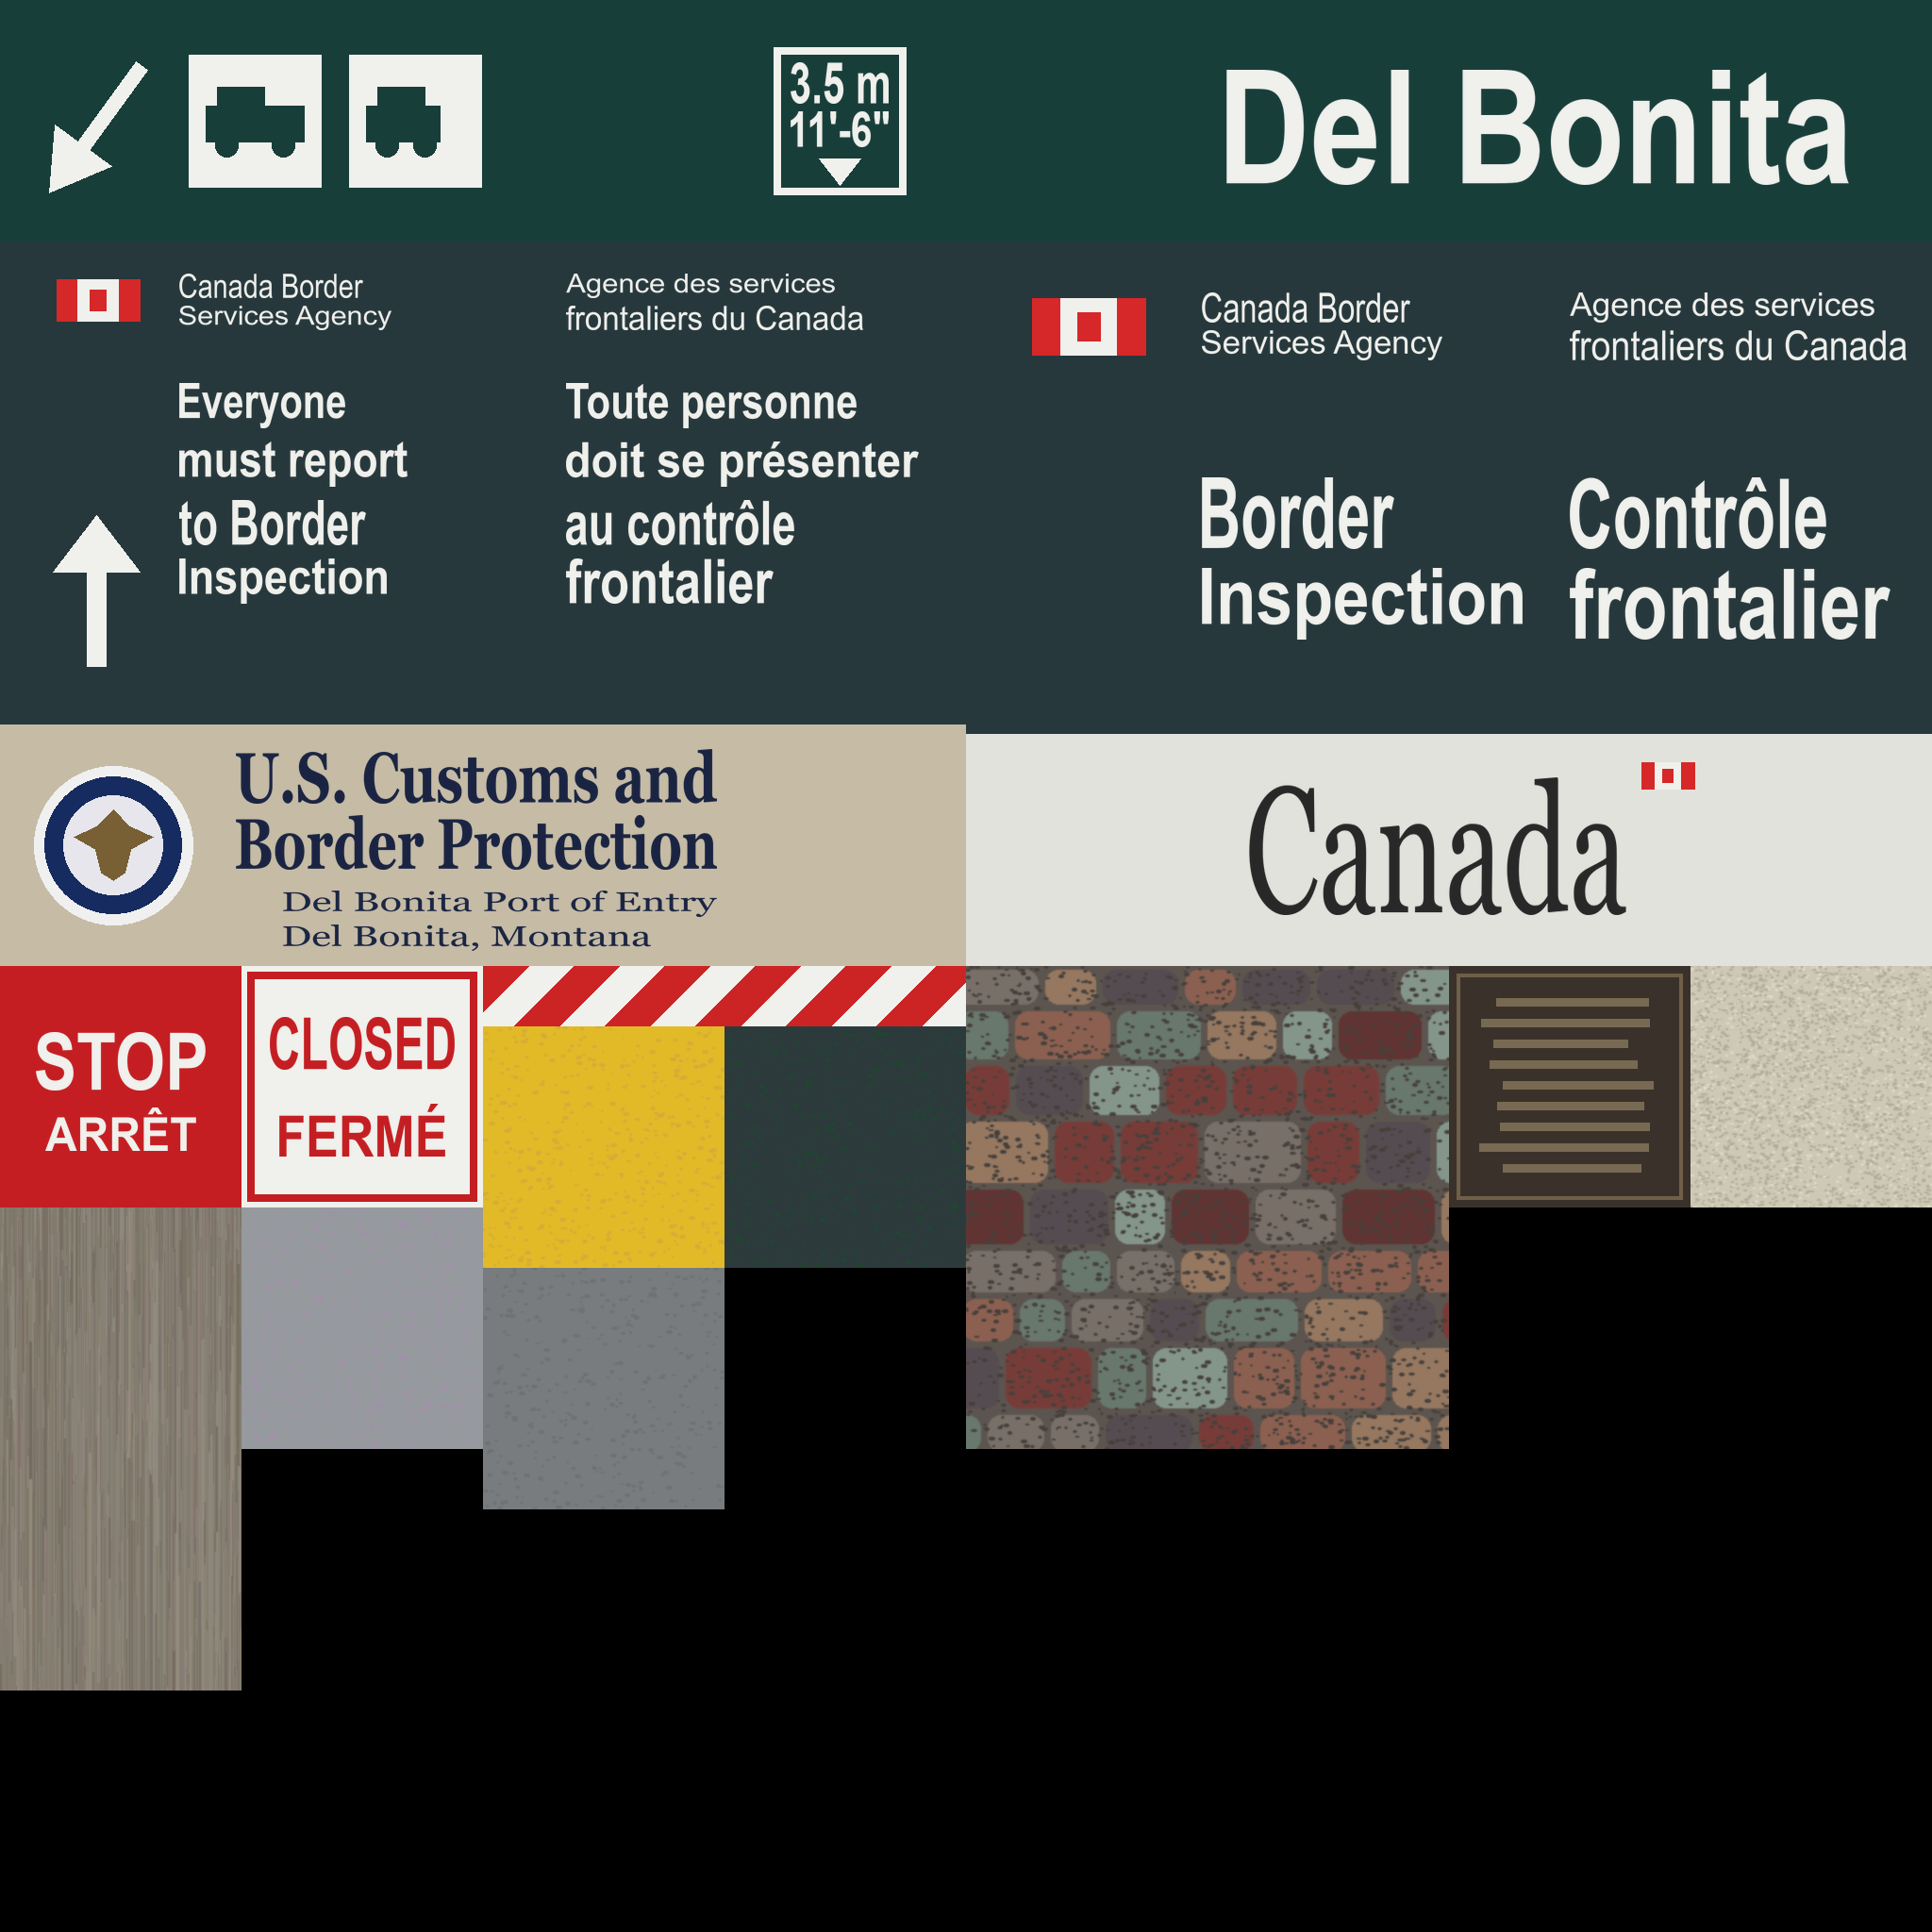 3.5 m
11'-6"
Del Bonita
Canada Border
Services Agency
Agence des services
frontaliers du Canada
Everyone
must report
to Border
Inspection
Toute personne
doit se présenter
au contrôle
frontalier
Canada Border
Services Agency
Agence des services
frontaliers du Canada
Border
Inspection
Contrôle
frontalier
U.S. Customs and
Border Protection
Del Bonita Port of Entry
Del Bonita, Montana
Canada
STOP
ARRÊT
CLOSED
FERMÉ